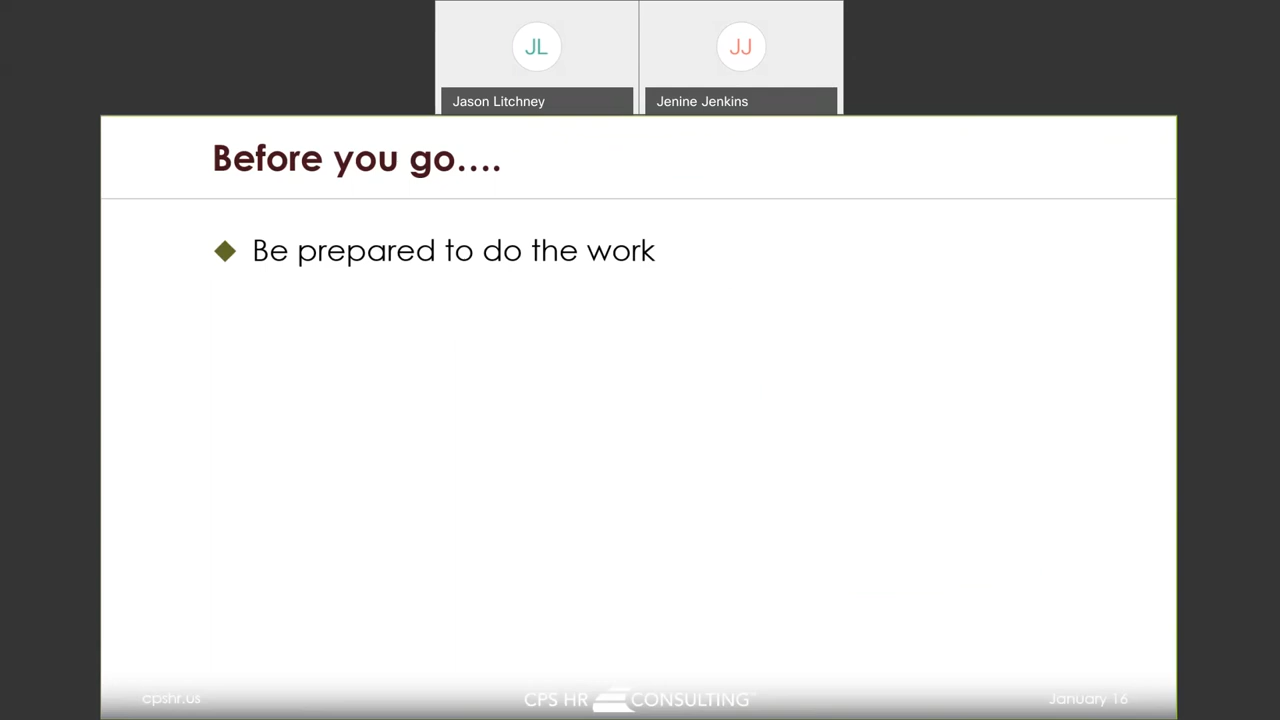 JL
JJ
Jason Litchney
Jenine Jenkins
Before you go....
Be prepared to do the work
cpshr.us
CPS HR CONSULTING
January 16